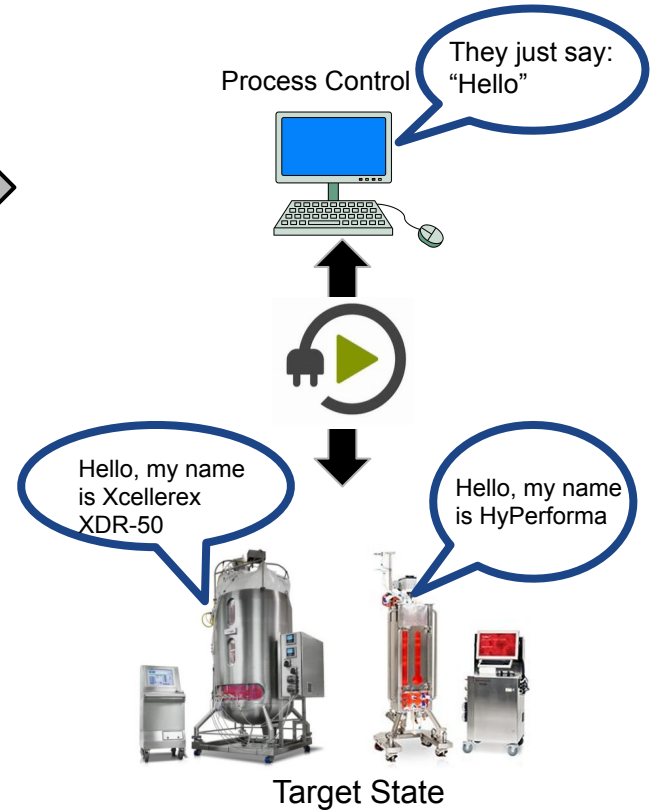 They just say:
“Hello”
Process Control
Hello, my name
is Xcellerex
XDR-50
Hello, my name
is HyPerforma
Target State